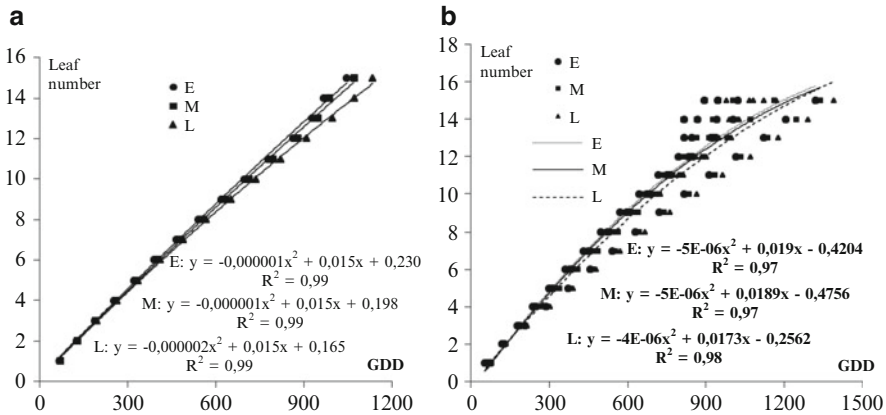 a
Leaf
number
E
M
L
16
14
12
10
8
6
4
2
0
E: y = -0,000001x² + 0,015x + 0,230
R² = 0,99
M: y = -0,000001x² + 0,015x + 0,198
R² = 0,99
L: y = -0,000002x² + 0,015x + 0,165
R² = 0,99
GDD
0 300 600 900 1200
b
Leaf
number
E
M
L
E
M
L
18
16
14
12
10
8
6
4
2
0
E: y = -5E-06x² + 0,019x - 0,4204
R² = 0,97
M: y = -5E-06x² + 0,0189x - 0,4756
R² = 0,97
L: y = -4E-06x² + 0,0173x - 0,2562
R² = 0,98
GDD
0 300 600 900 1200 1500